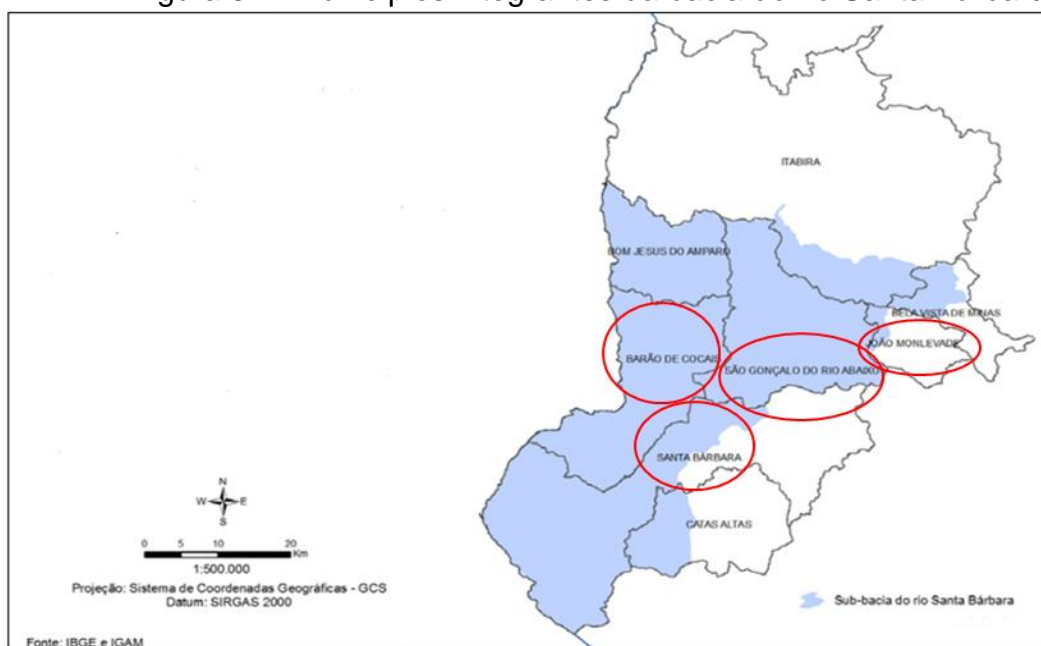 ITABIRA
BOM JESUS DO AMPARO
BELA VISTA DE MINAS
JOÃO MONLEVADE
BARÃO DE COCAIS
SÃO GONÇALO DO RIO ABAIXO
SANTA BÁRBARA
CATAS ALTAS
N
W E
S
0 5 10 20
Km
1:500.000
Projeção: Sistema de Coordenadas Geográficas - GCS
Datum: SIRGAS 2000
Sub-bacia do rio Santa Bárbara
Fonte: IBGE e IGAM